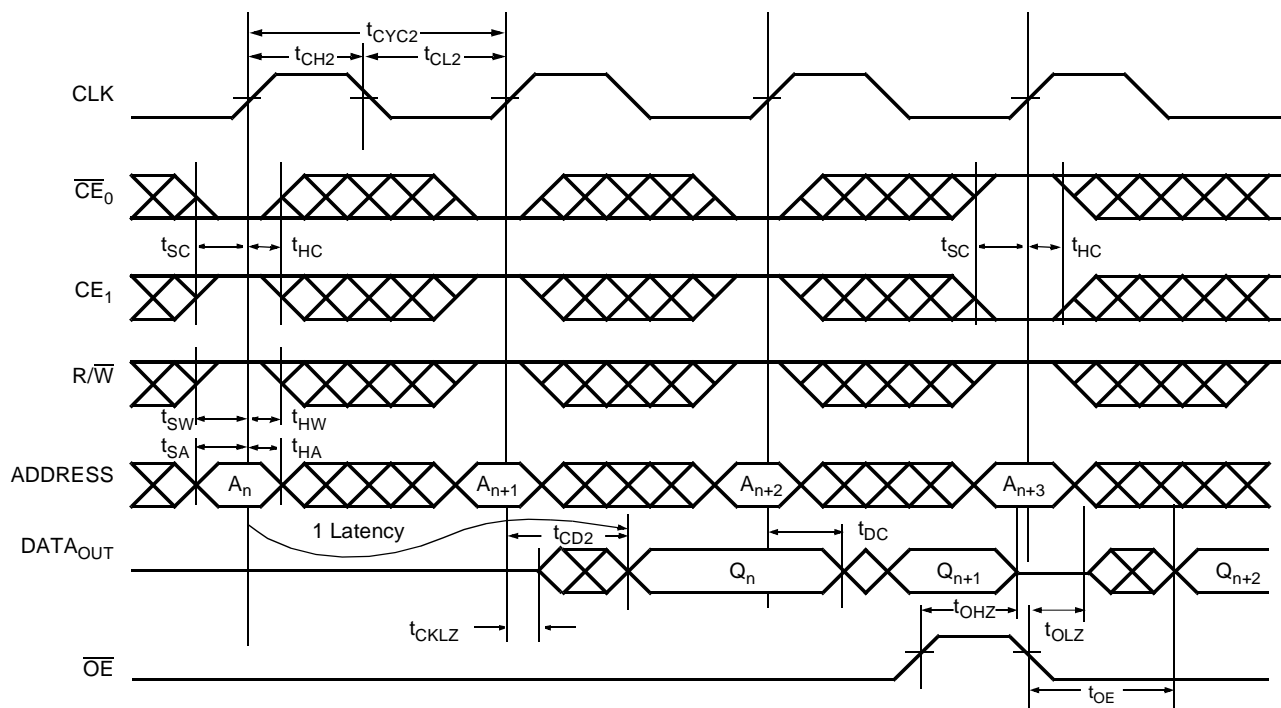 tCYC2
tCH2
tCL2
CLK
CE0
tSC
tHC
tSC
tHC
CE1
R/W
tSW
tHW
tSA
tHA
ADDRESS
An
An+1
An+2
An+3
1 Latency
tCD2
tDC
DATAOUT
Qn
Qn+1
Qn+2
tOHZ
tOLZ
tCKLZ
OE
tOE